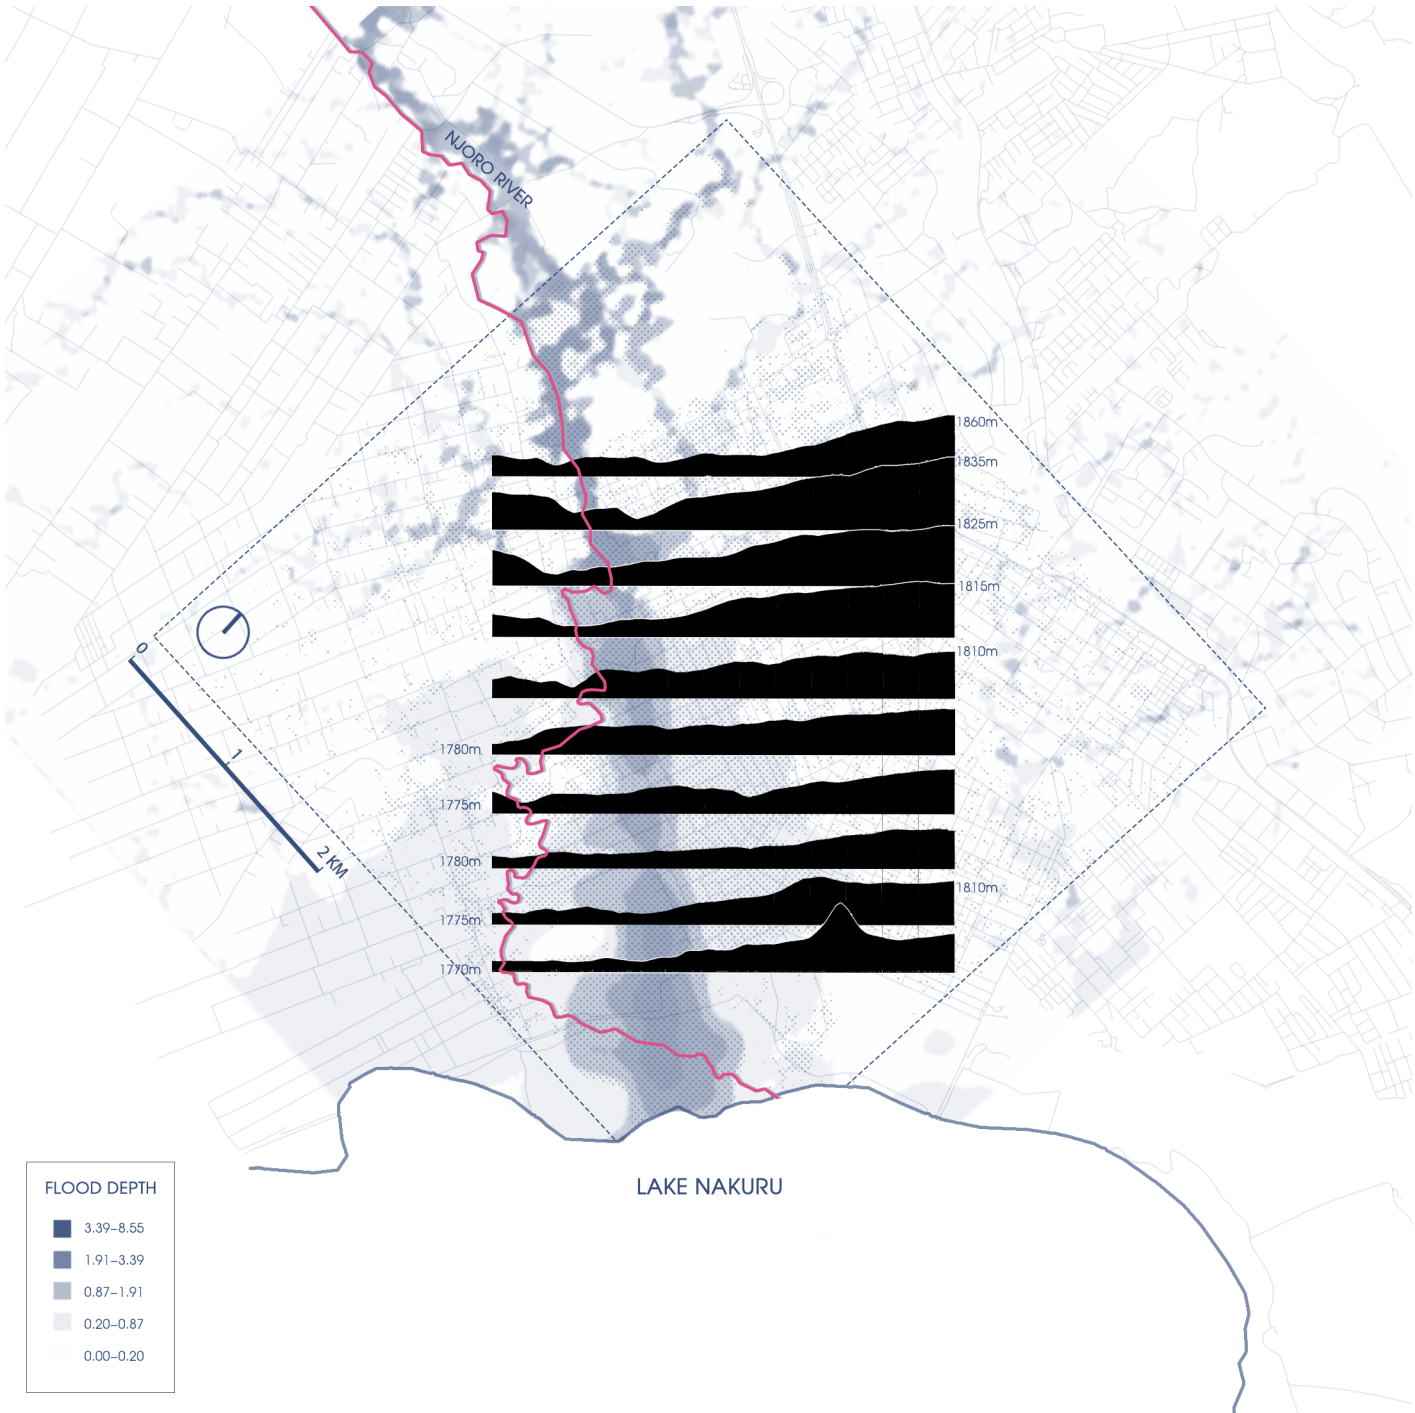 NJORO RIVER
1860m
1835m
1825m
1815m
1810m
1780m
1775m
1780m
1810m
1775m
1770m
0
1
2 KM
LAKE NAKURU
FLOOD DEPTH
3.39–8.55
1.91–3.39
0.87–1.91
0.20–0.87
0.00–0.20